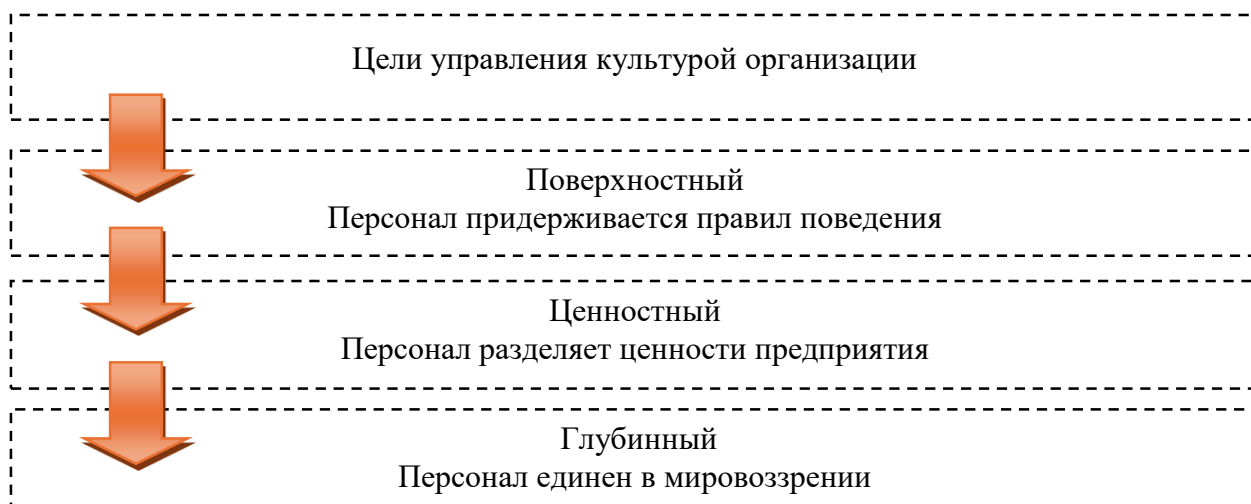 Цели управления культурой организации
Поверхностный
Персонал придерживается правил поведения
Ценностный
Персонал разделяет ценности предприятия
Глубинный
Персонал единен в мировоззрении